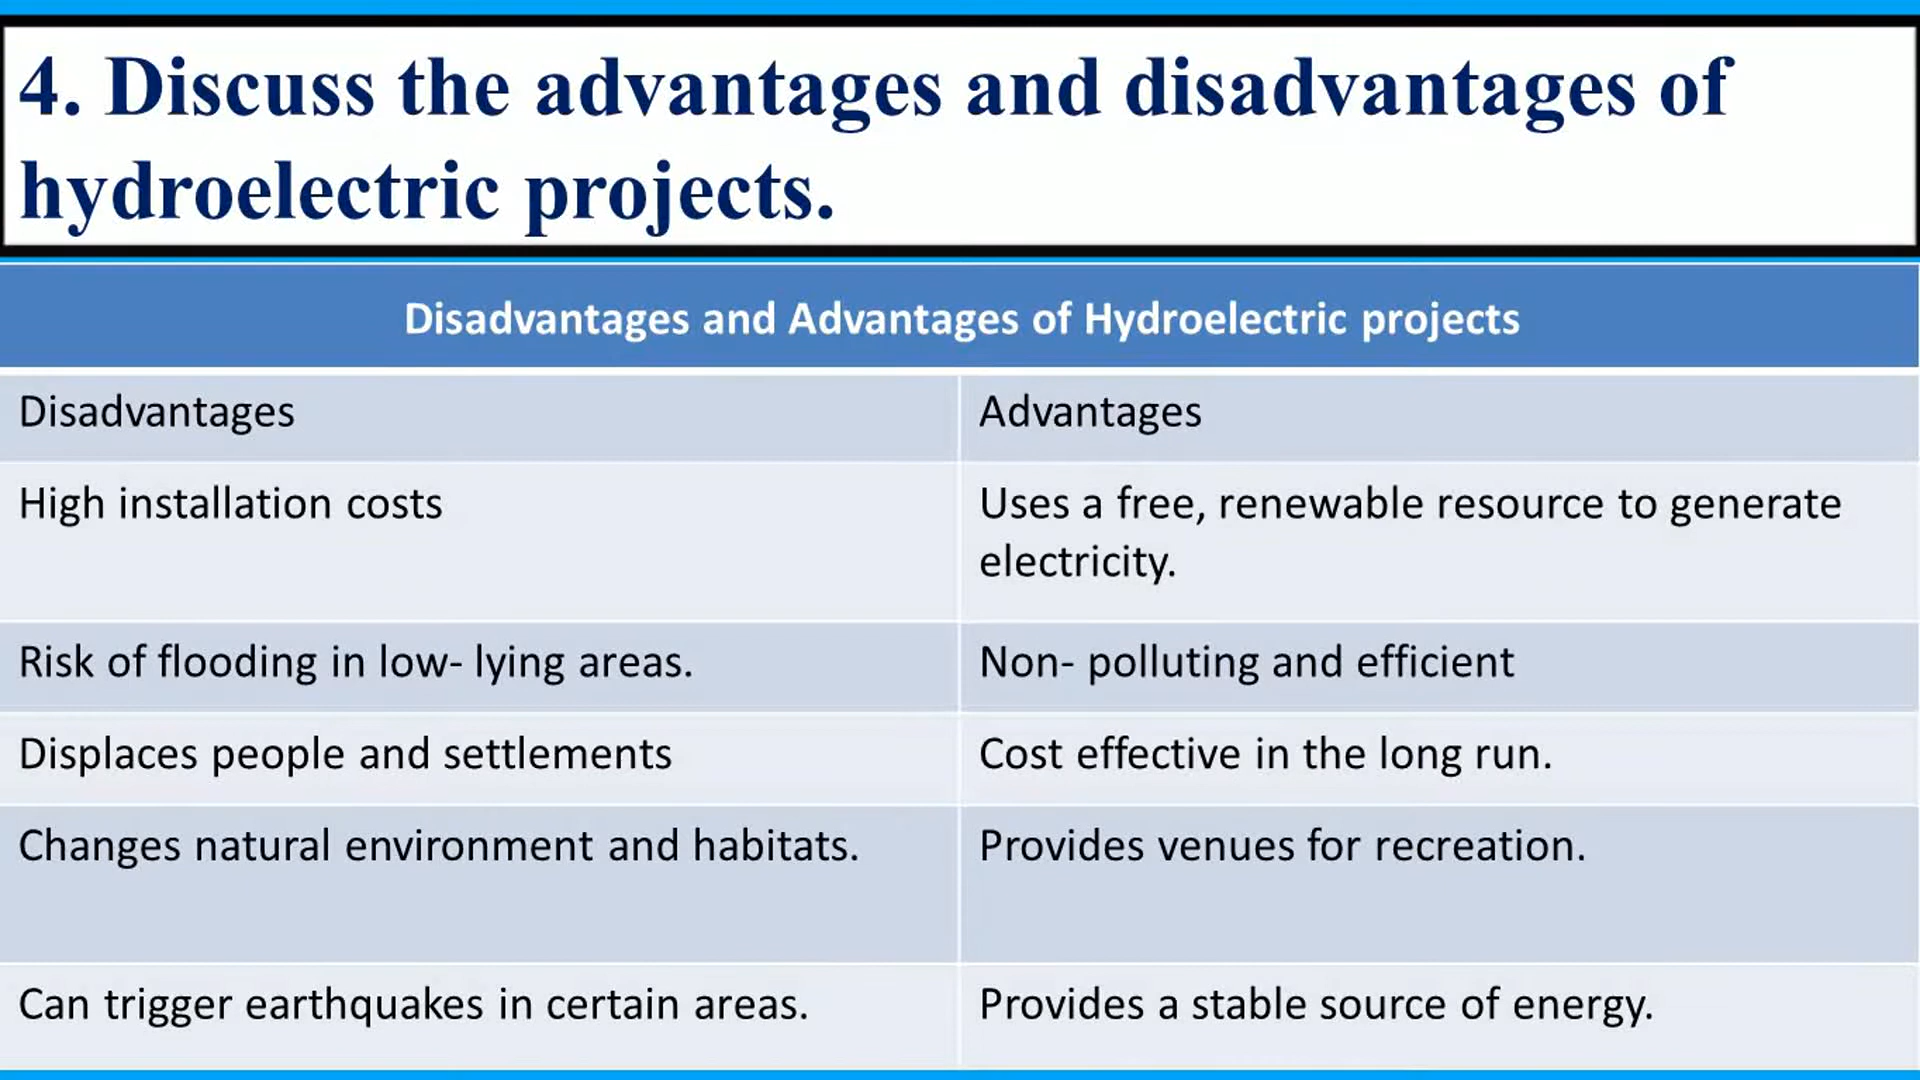 4. Discuss the advantages and disadvantages of
hydroelectric projects.
Disadvantages and Advantages of Hydroelectric projects
Disadvantages
Advantages
High installation costs
Uses a free, renewable resource to generate
electricity.
Risk of flooding in low- lying areas.
Non- polluting and efficient
Displaces people and settlements
Cost effective in the long run.
Changes natural environment and habitats.
Provides venues for recreation.
Can trigger earthquakes in certain areas.
Provides a stable source of energy.